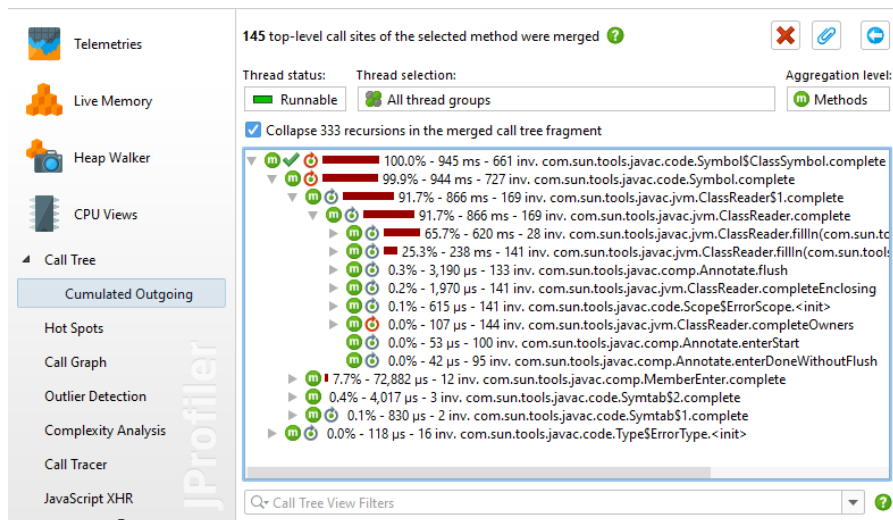 Telemetries
Live Memory
Heap Walker
CPU Views
Call Tree
Cumulated Outgoing
Hot Spots
Call Graph
Outlier Detection
Complexity Analysis
Call Tracer
JavaScript XHR
JProfiler
145 top-level call sites of the selected method were merged
Thread status:
Thread selection:
Aggregation level:
Runnable
All thread groups
Methods
Collapse 333 recursions in the merged call tree fragment
100.0% - 945 ms - 661 inv. com.sun.tools.javac.code.Symbol$ClassSymbol.complete
99.9% - 944 ms - 727 inv. com.sun.tools.javac.code.Symbol.complete
91.7% - 866 ms - 169 inv. com.sun.tools.javac.jvm.ClassReader$1.complete
91.7% - 866 ms - 169 inv. com.sun.tools.javac.jvm.ClassReader.complete
65.7% - 620 ms - 28 inv. com.sun.tools.javac.jvm.ClassReader.fillIn(com.sun.to
25.3% - 238 ms - 141 inv. com.sun.tools.javac.jvm.ClassReader.fillIn(com.sun.tools
0.3% - 3,190 µs - 133 inv. com.sun.tools.javac.comp.Annotate.flush
0.2% - 1,970 µs - 141 inv. com.sun.tools.javac.jvm.ClassReader.completeEnclosing
0.1% - 615 µs - 141 inv. com.sun.tools.javac.code.Scope$ErrorScope.<init>
0.0% - 107 µs - 144 inv. com.sun.tools.javac.jvm.ClassReader.completeOwners
0.0% - 53 µs - 100 inv. com.sun.tools.javac.comp.Annotate.enterStart
0.0% - 42 µs - 95 inv. com.sun.tools.javac.comp.Annotate.enterDoneWithoutFlush
7.7% - 72,882 µs - 12 inv. com.sun.tools.javac.comp.MemberEnter.complete
0.4% - 4,017 µs - 3 inv. com.sun.tools.javac.code.Symtab$2.complete
0.1% - 830 µs - 2 inv. com.sun.tools.javac.code.Symtab$1.complete
0.0% - 118 µs - 16 inv. com.sun.tools.javac.code.Type$ErrorType.<init>
Call Tree View Filters